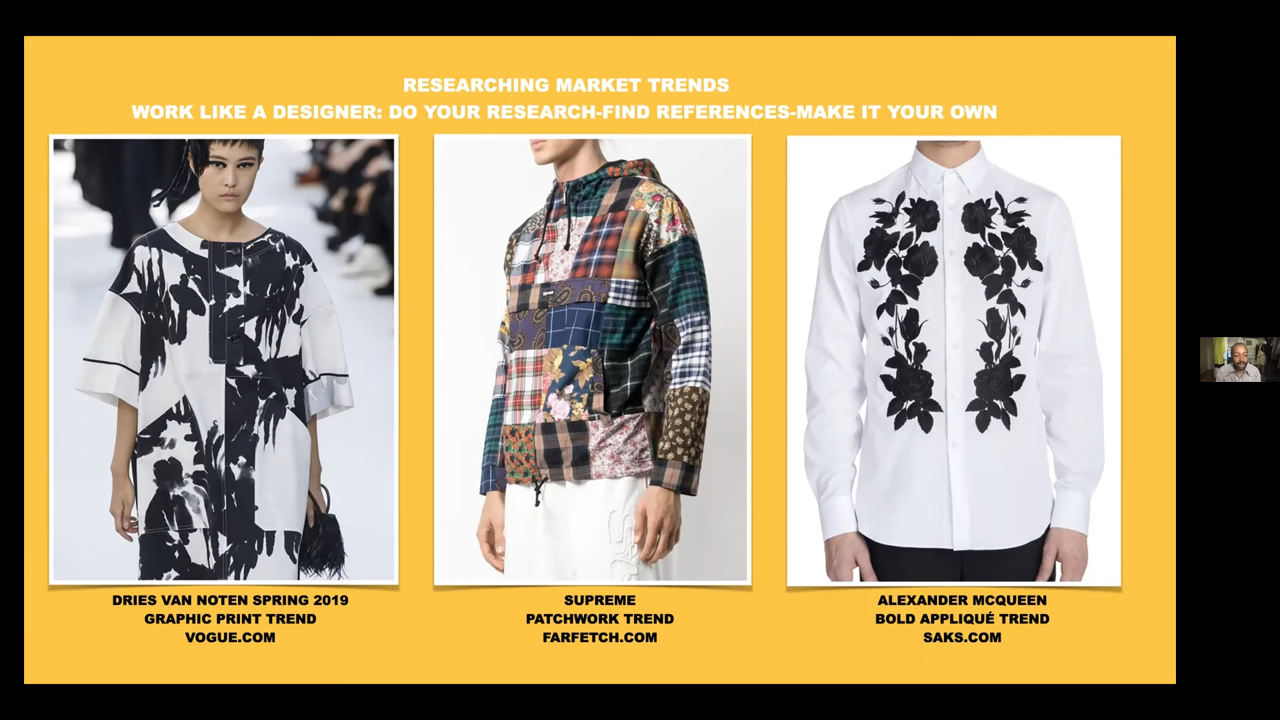 RESEARCHING MARKET TRENDS
WORK LIKE A DESIGNER: DO YOUR RESEARCH-FIND REFERENCES-MAKE IT YOUR OWN
DRIES VAN NOTEN SPRING 2019
GRAPHIC PRINT TREND
VOGUE.COM
SUPREME
PATCHWORK TREND
FARFETCH.COM
ALEXANDER MCQUEEN
BOLD APPLIQUÉ TREND
SAKS.COM